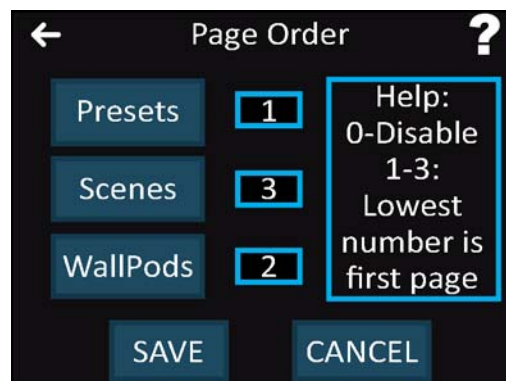 Page Order
?
Presets
1
Scenes
3
WallPods
2
Help:
0-Disable
1-3:
Lowest
number is
first page
SAVE
CANCEL